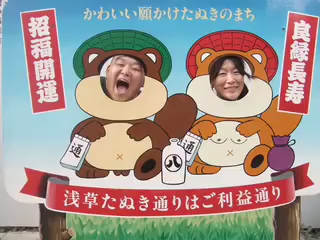 かわいい願かけたぬきのまち
招福開運
良縁長寿
通
八
通
浅草たぬき通りはご利益通り